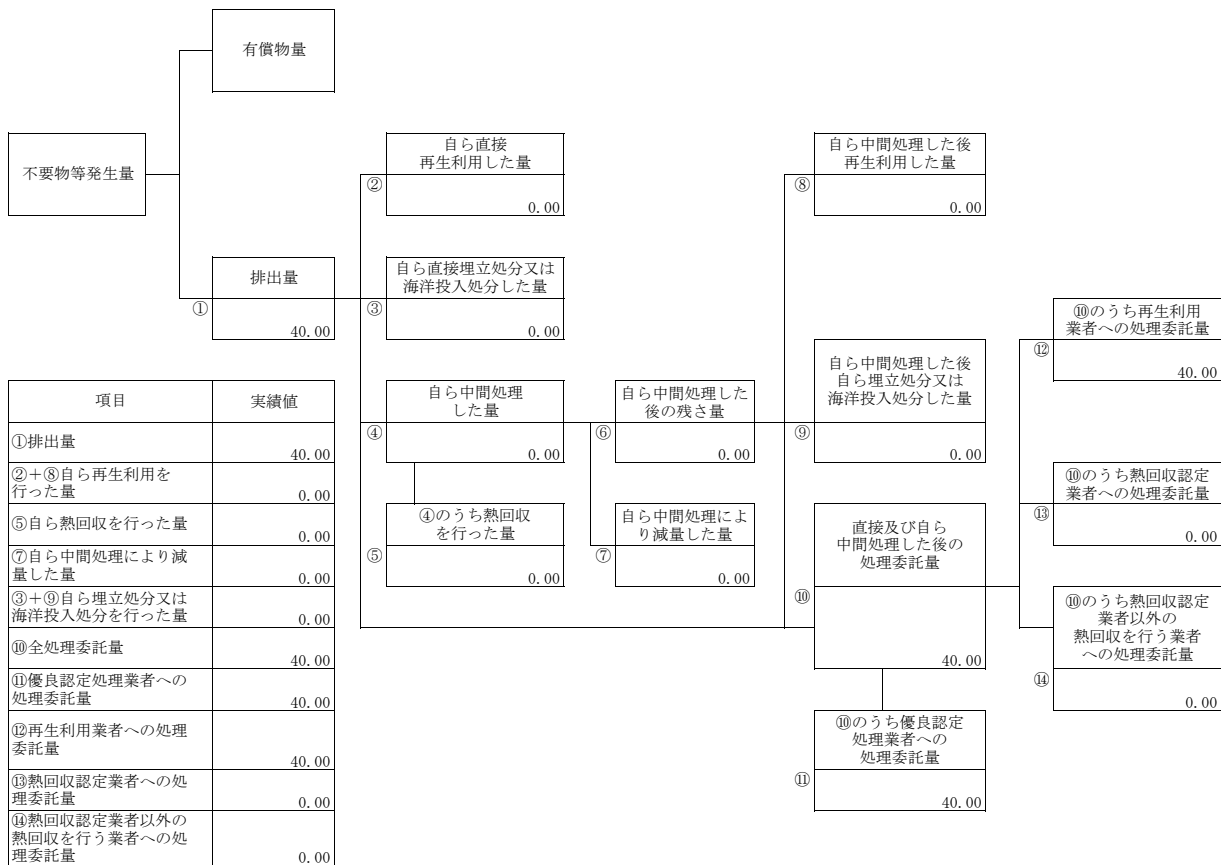 有償物量
不要物等発生量
自ら直接
再生利用した量
②
0.00
自ら中間処理した後
再生利用した量
⑧
0.00
排出量
①
40.00
自ら直接埋立処分又は
海洋投入処分した量
③
0.00
⑩のうち再生利用
業者への処理委託量
⑫
40.00
自ら中間処理
した量
④
0.00
自ら中間処理した
後の残さ量
⑥
0.00
自ら中間処理した後
自ら埋立処分又は
海洋投入処分した量
⑨
0.00
④のうち熱回収
を行った量
⑤
0.00
自ら中間処理によ
り減量した量
⑦
0.00
直接及び自ら
中間処理した後の
処理委託量
⑩
40.00
⑩のうち熱回収認定
業者への処理委託量
⑬
0.00
⑩のうち熱回収認定
業者以外の
熱回収を行う業者
への処理委託量
⑭
0.00
⑩のうち優良認定
処理業者への
処理委託量
⑪
40.00
項目 実績値
①排出量
40.00
②+⑧自ら再生利用を
行った量 0.00
⑤自ら熱回収を行った量
0.00
⑦自ら中間処理により減
量した量 0.00
③+⑨自ら埋立処分又は
海洋投入処分を行った量 0.00
⑩全処理委託量
40.00
⑪優良認定処理業者への
処理委託量 40.00
⑫再生利用業者への処理
委託量 40.00
⑬熱回収認定業者への処
理委託量 0.00
⑭熱回収認定業者以外の
熱回収を行う業者への処
理委託量 0.00